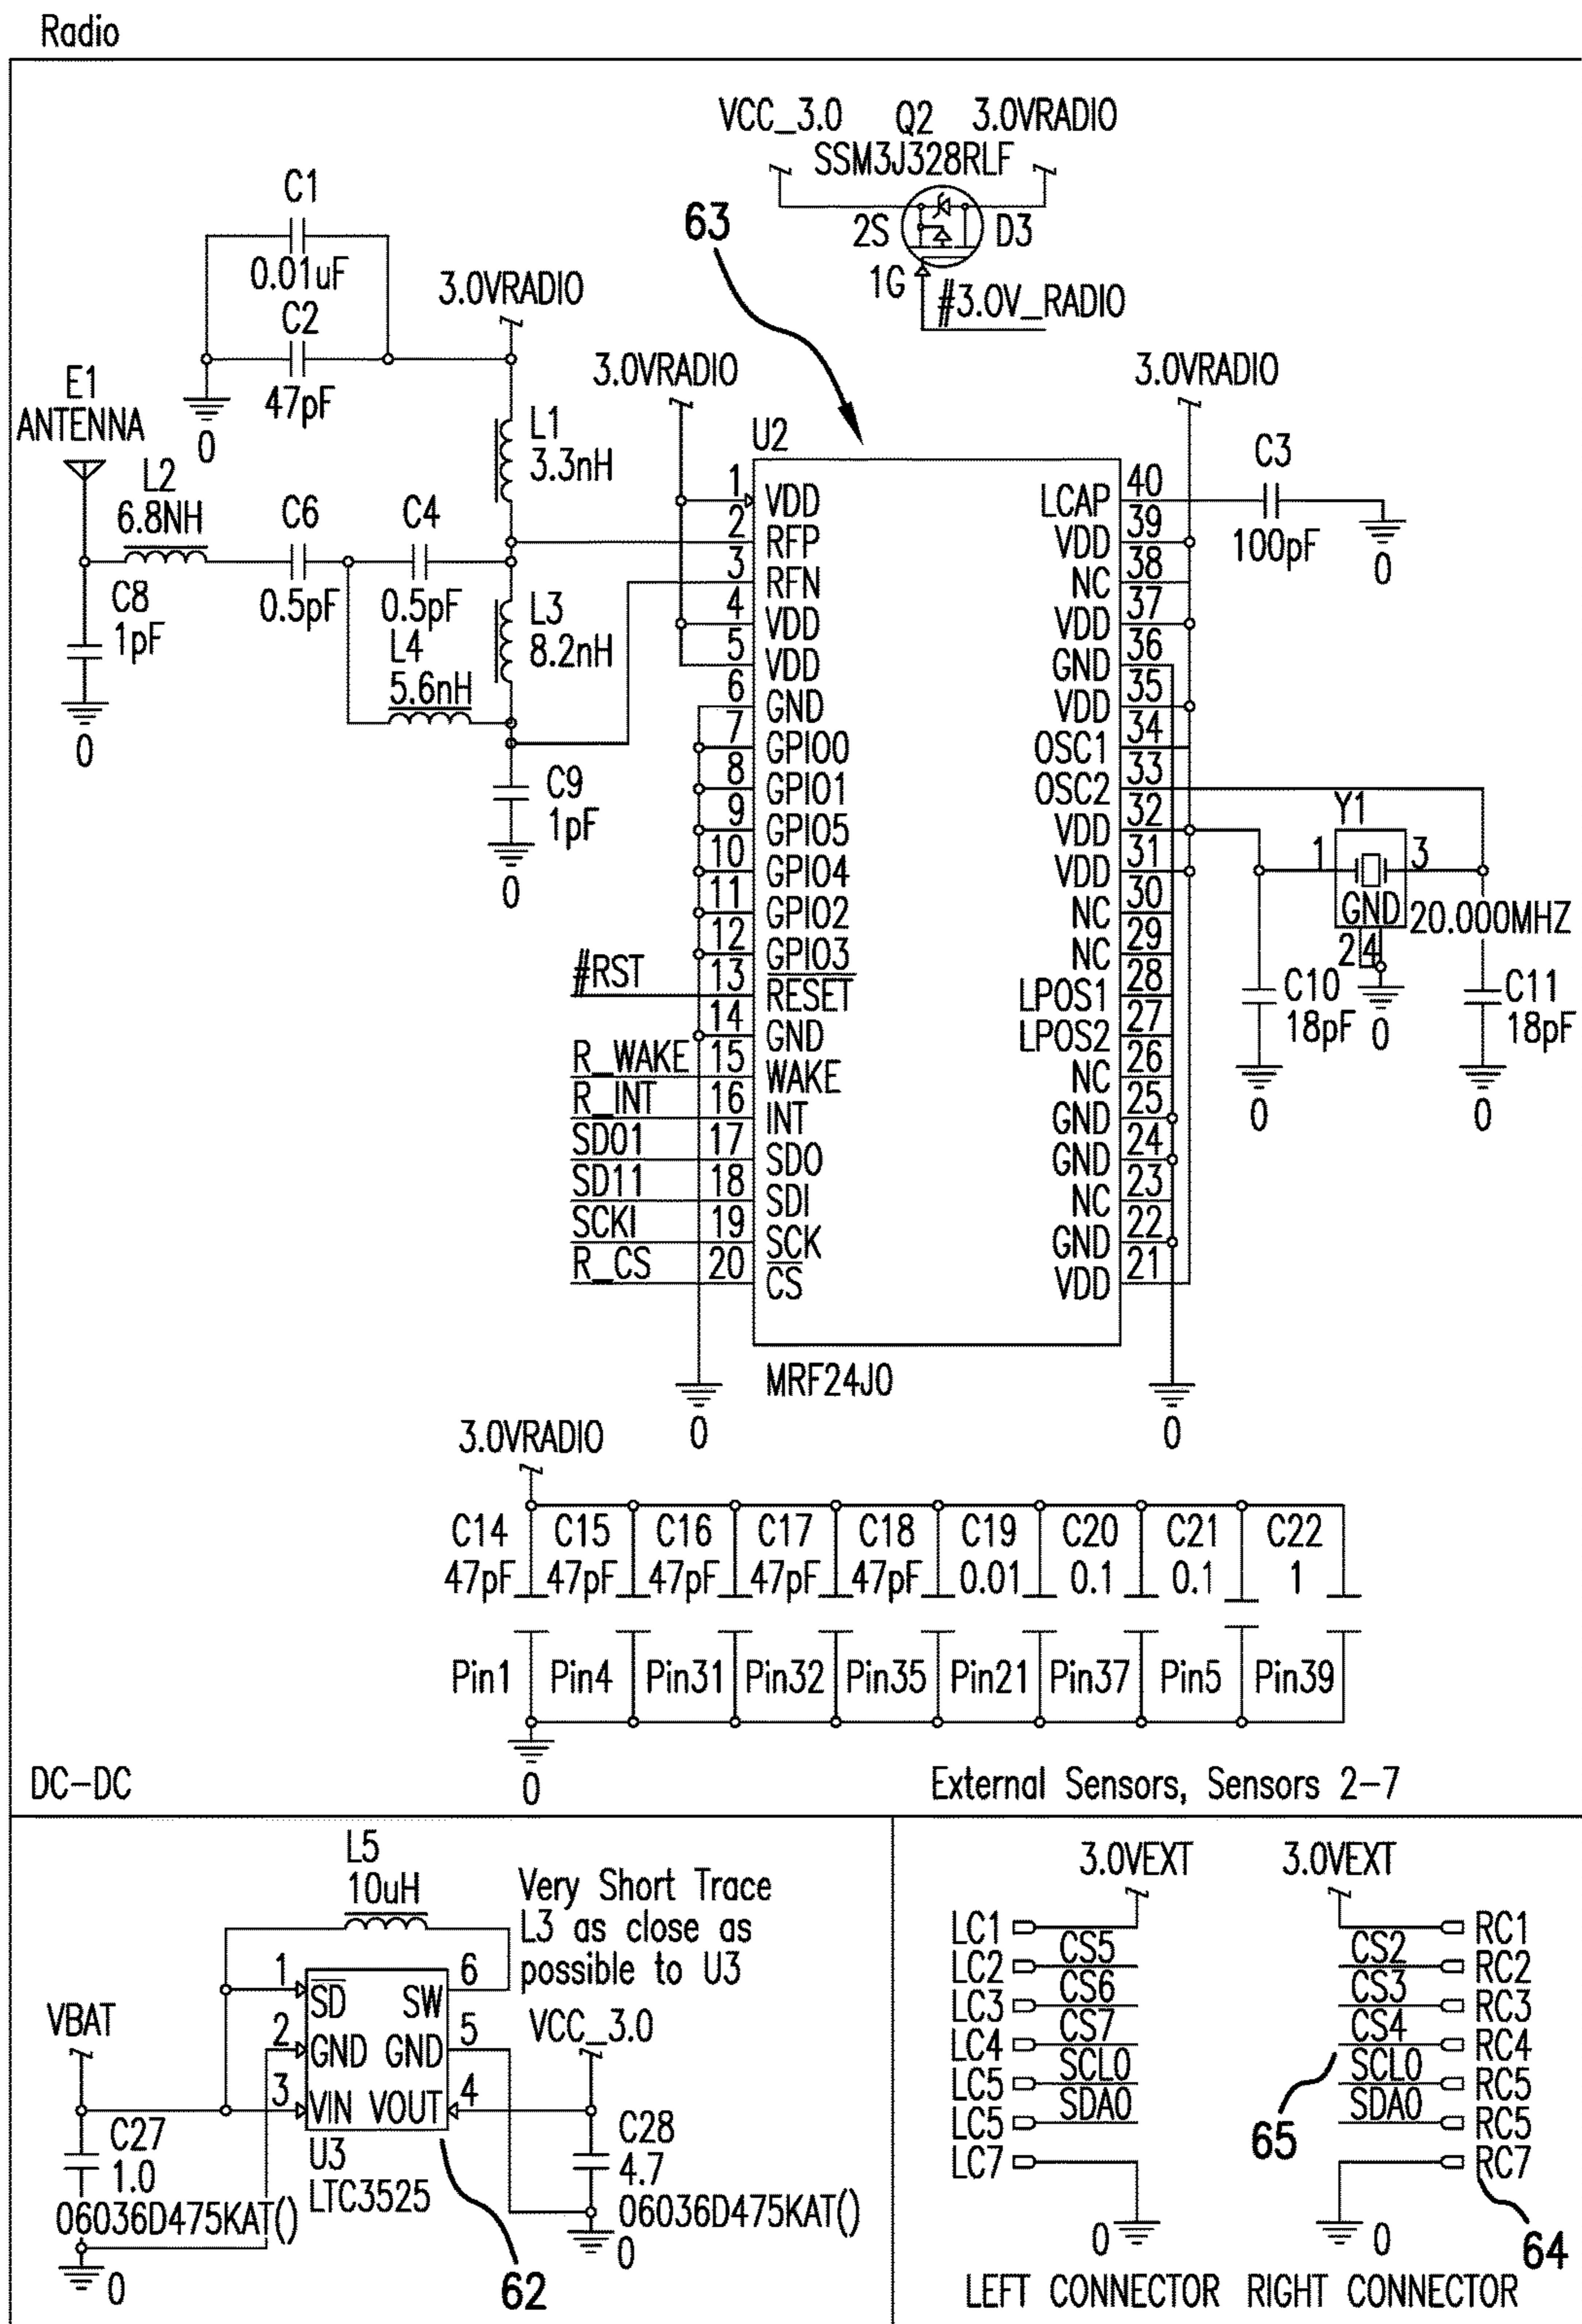 Radio
VCC_3.0 Q2 3.0VRADIO
SSM3J328RLF
2S D3
1G
#3.0V_RADIO
63
C1
0.01uF
C2
47pF
0
3.0VRADIO
E1
ANTENNA
L2
6.8NH
C6
0.5pF
C4
0.5pF
L1
3.3nH
L3
8.2nH
L4
5.6nH
C8
1pF
0
C9
1pF
0
3.0VRADIO
3.0VRADIO
U2
1 VDD
2 RFP
3 RFN
4 VDD
5 VDD
6 GND
7 GPIO0
8 GPIO1
9 GPIO5
10 GPIO4
11 GPIO2
12 GPIO3
#RST 13 RESET
14 GND
R_WAKE 15 WAKE
R_INT 16 INT
SD01 17 SDO
SD11 18 SDI
SCKI 19 SCK
R_CS 20 CS
LCAP 40
VDD 39
NC 38
VDD 37
GND 36
VDD 35
OSC1 34
OSC2 33
VDD 32
VDD 31
NC 30
NC 29
LPOS1 28
LPOS2 27
NC 26
GND 25
GND 24
NC 23
GND 22
VDD 21
MRF24J0
0
0
C3
100pF
0
Y1
1 3
GND
20.000MHZ
2 4
0
C10
18pF
0
C11
18pF
0
3.0VRADIO
C14 C15 C16 C17 C18 C19 C20 C21 C22
47pF 47pF 47pF 47pF 47pF 0.01 0.1 0.1 1
Pin1 Pin4 Pin31 Pin32 Pin35 Pin21 Pin37 Pin5 Pin39
0
DC-DC
External Sensors, Sensors 2-7
L5
10uH
Very Short Trace
L3 as close as
possible to U3
VBAT
1 SD SW 6
2 GND GND 5
3 VIN VOUT 4
U3
LTC3525
VCC_3.0
C27
1.0
06036D475KAT()
0
C28
4.7
06036D475KAT()
0
62
3.0VEXT 3.0VEXT
LC1
LC2 CS5
LC3 CS6
LC4 CS7
LC5 SCL0
LC5 SDA0
LC7
0
RC1
CS2 RC2
CS3 RC3
CS4 RC4
SCL0 RC5
SDA0 RC5
RC7
0
65
64
LEFT CONNECTOR RIGHT CONNECTOR